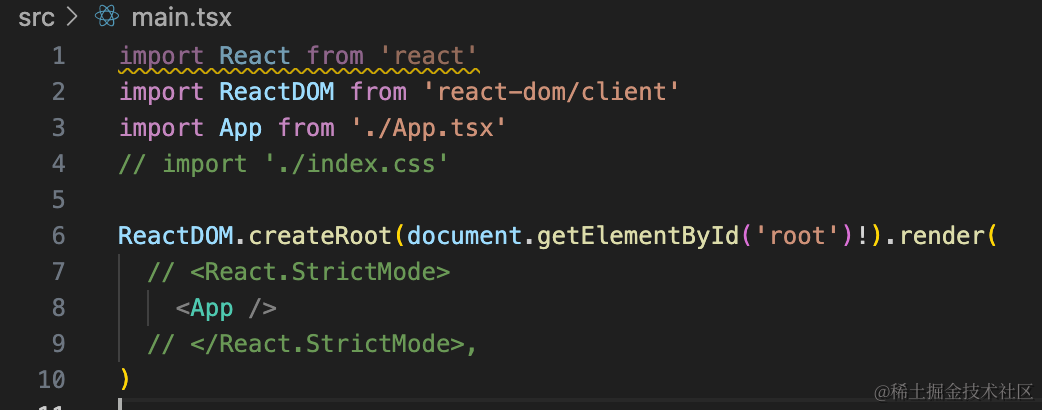 src > main.tsx
1 import React from 'react'
2 import ReactDOM from 'react-dom/client'
3 import App from './App.tsx'
4 // import './index.css'
5
6 ReactDOM.createRoot(document.getElementById('root')!).render(
7   // <React.StrictMode>
8     <App />
9   // </React.StrictMode>,
10 )
11
@稀土掘金技术社区